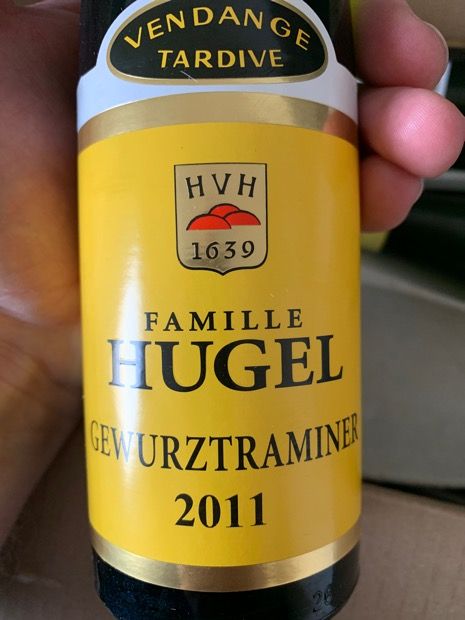 VENDANGE
TARDIVE
HVH
1639
FAMILLE
HUGEL
GEWURZTRAMINER
2011